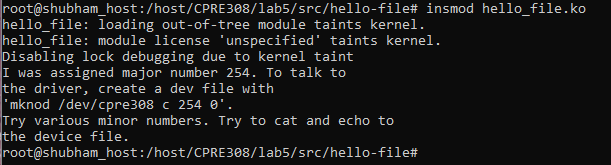 root@shubham_host:/host/CPRE308/lab5/src/hello-file# insmod hello_file.ko
hello_file: loading out-of-tree module taints kernel.
hello_file: module license 'unspecified' taints kernel.
Disabling lock debugging due to kernel taint
I was assigned major number 254. To talk to
the driver, create a dev file with
'mknod /dev/cpre308 c 254 0'.
Try various minor numbers. Try to cat and echo to
the device file.
root@shubham_host:/host/CPRE308/lab5/src/hello-file#